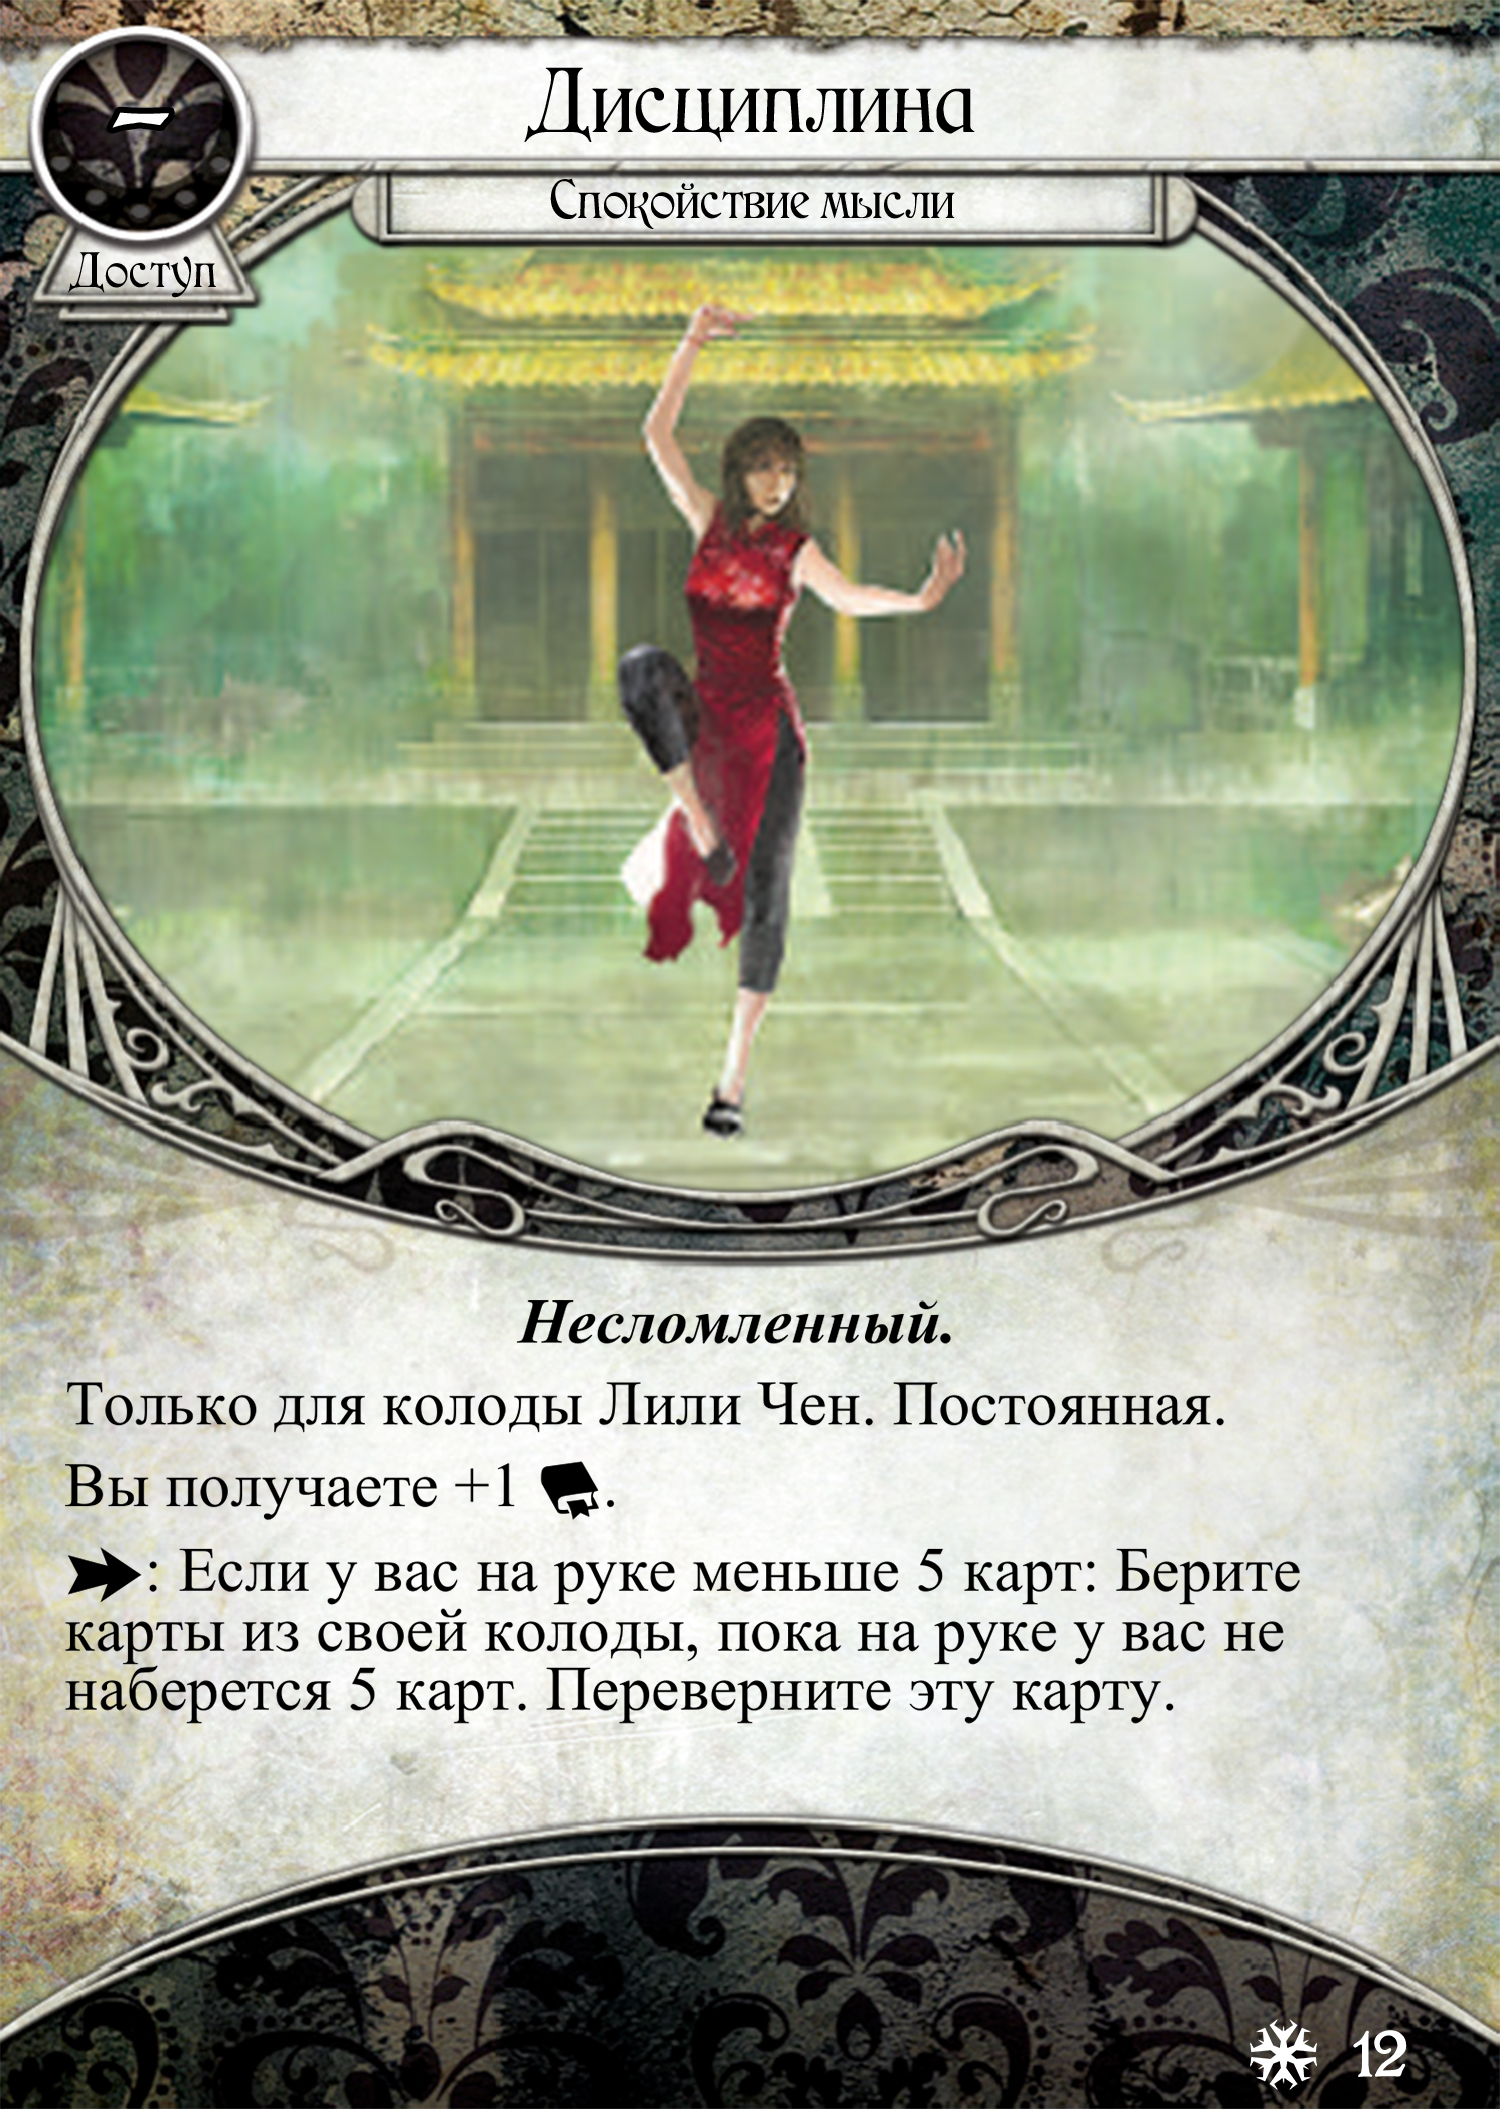 –
Дисциплина
Спокойствие мысли
Доступ
Несломленный.
Только для колоды Лили Чен. Постоянная.
Вы получаете +1 .
: Если у вас на руке меньше 5 карт: Берите
карты из своей колоды, пока на руке у вас не
наберется 5 карт. Переверните эту карту.
12